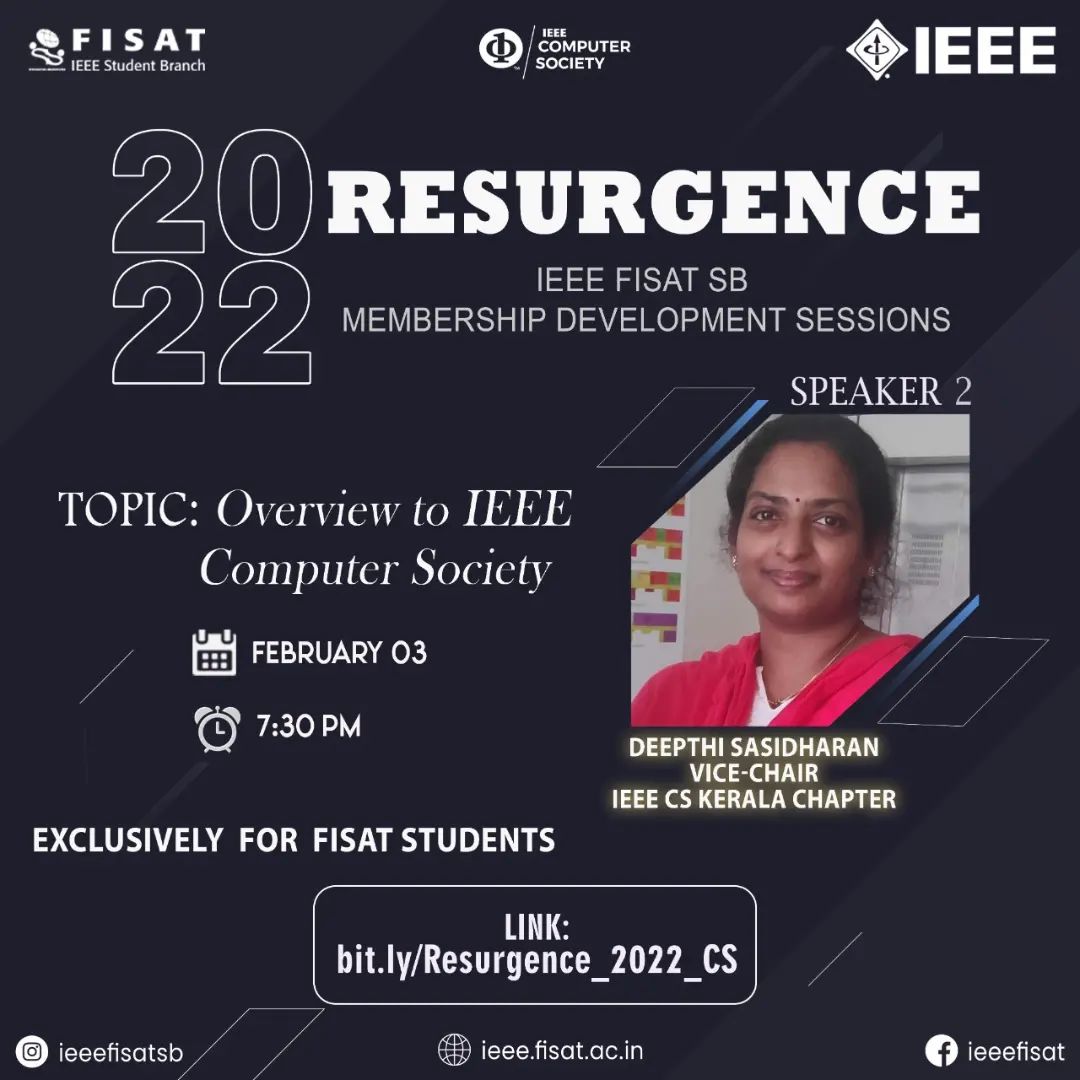 FISAT
IEEE Student Branch
IEEE
COMPUTER
SOCIETY
IEEE
20
22
RESURGENCE
IEEE FISAT SB
MEMBERSHIP DEVELOPMENT SESSIONS
SPEAKER 2
TOPIC: Overview to IEEE
Computer Society
FEBRUARY 03
7:30 PM
DEEPTHI SASIDHARAN
VICE-CHAIR
IEEE CS KERALA CHAPTER
EXCLUSIVELY FOR FISAT STUDENTS
LINK:
bit.ly/Resurgence_2022_CS
ieeefisatsb
ieee.fisat.ac.in
ieeefisat